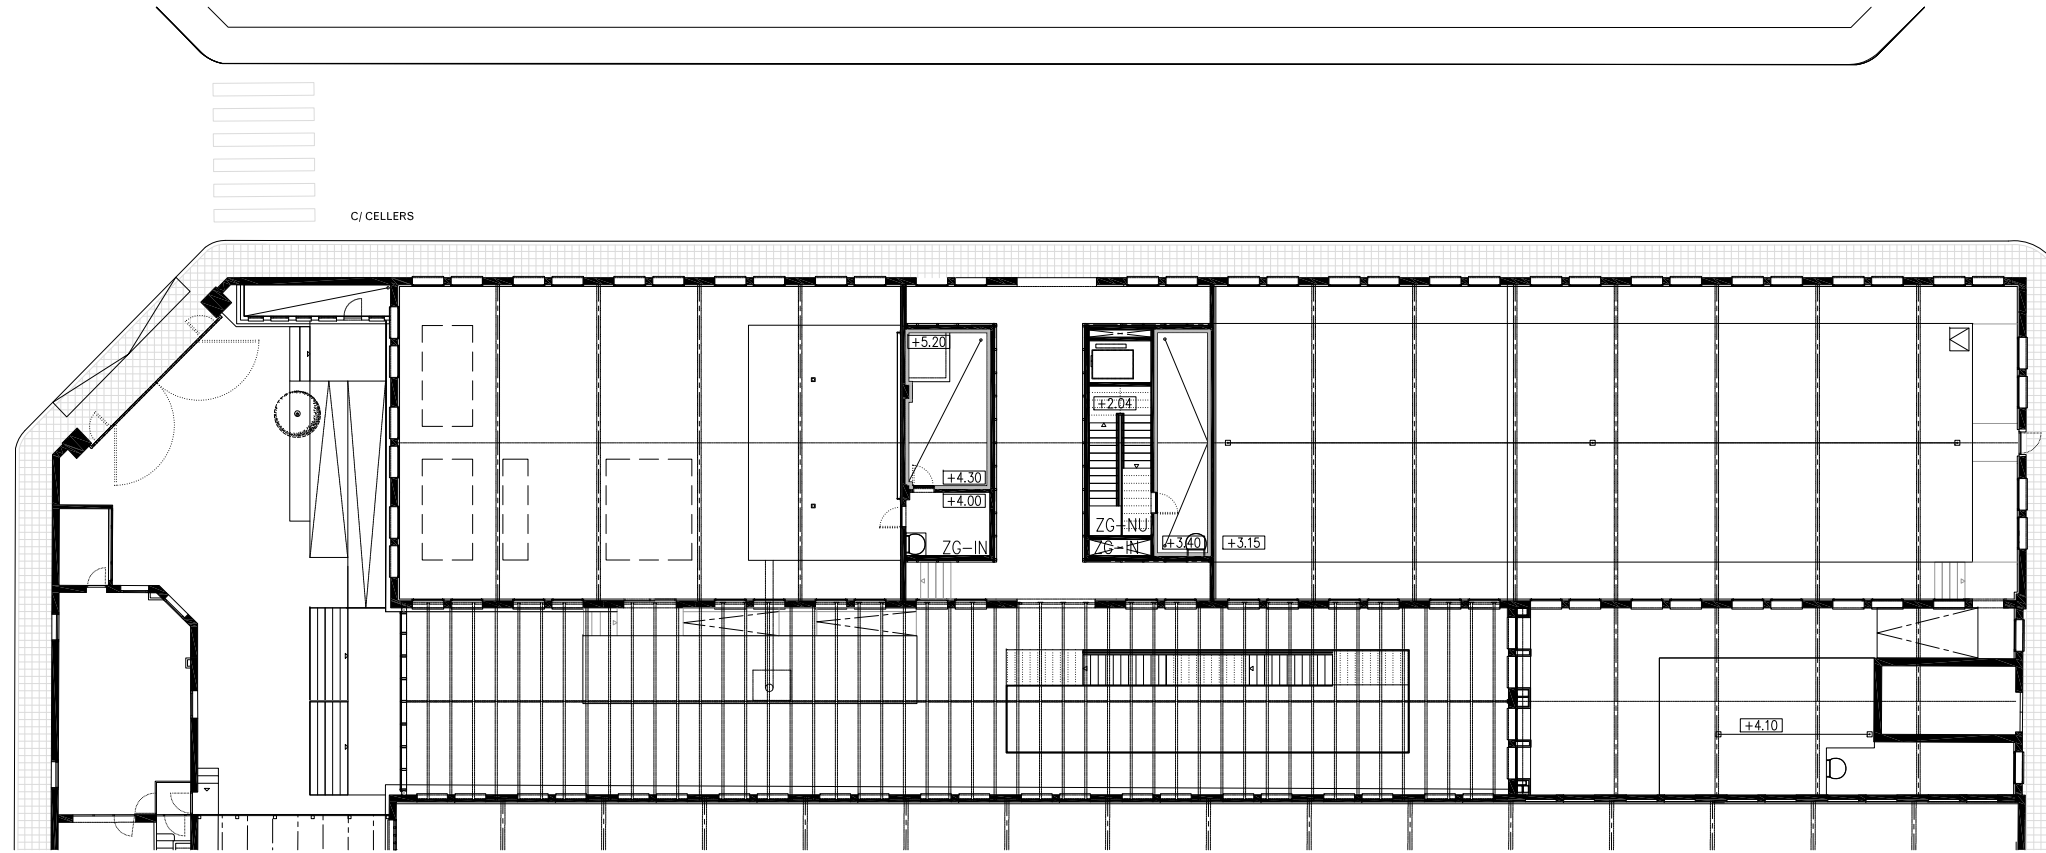 C/ CELLERS
+5.20
+2.04
+4.30
+4.00
ZG-NU
ZG-IN
ZG-IN
+3.40
+3.15
+4.10